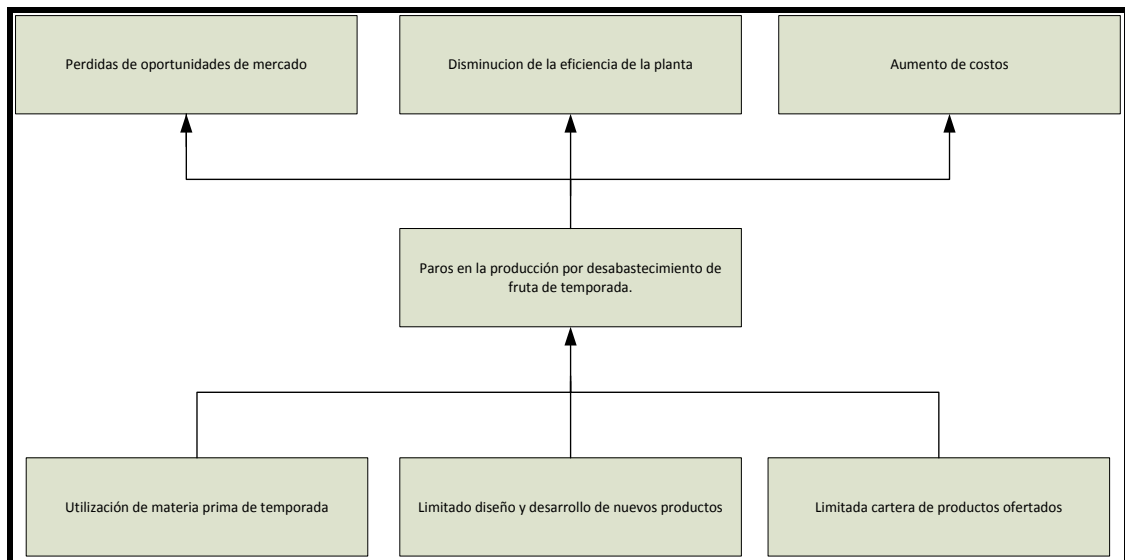 Perdidas de oportunidades de mercado
Disminucion de la eficiencia de la planta
Aumento de costos
Paros en la producción por desabastecimiento de
fruta de temporada.
Utilización de materia prima de temporada
Limitado diseño y desarrollo de nuevos productos
Limitada cartera de productos ofertados